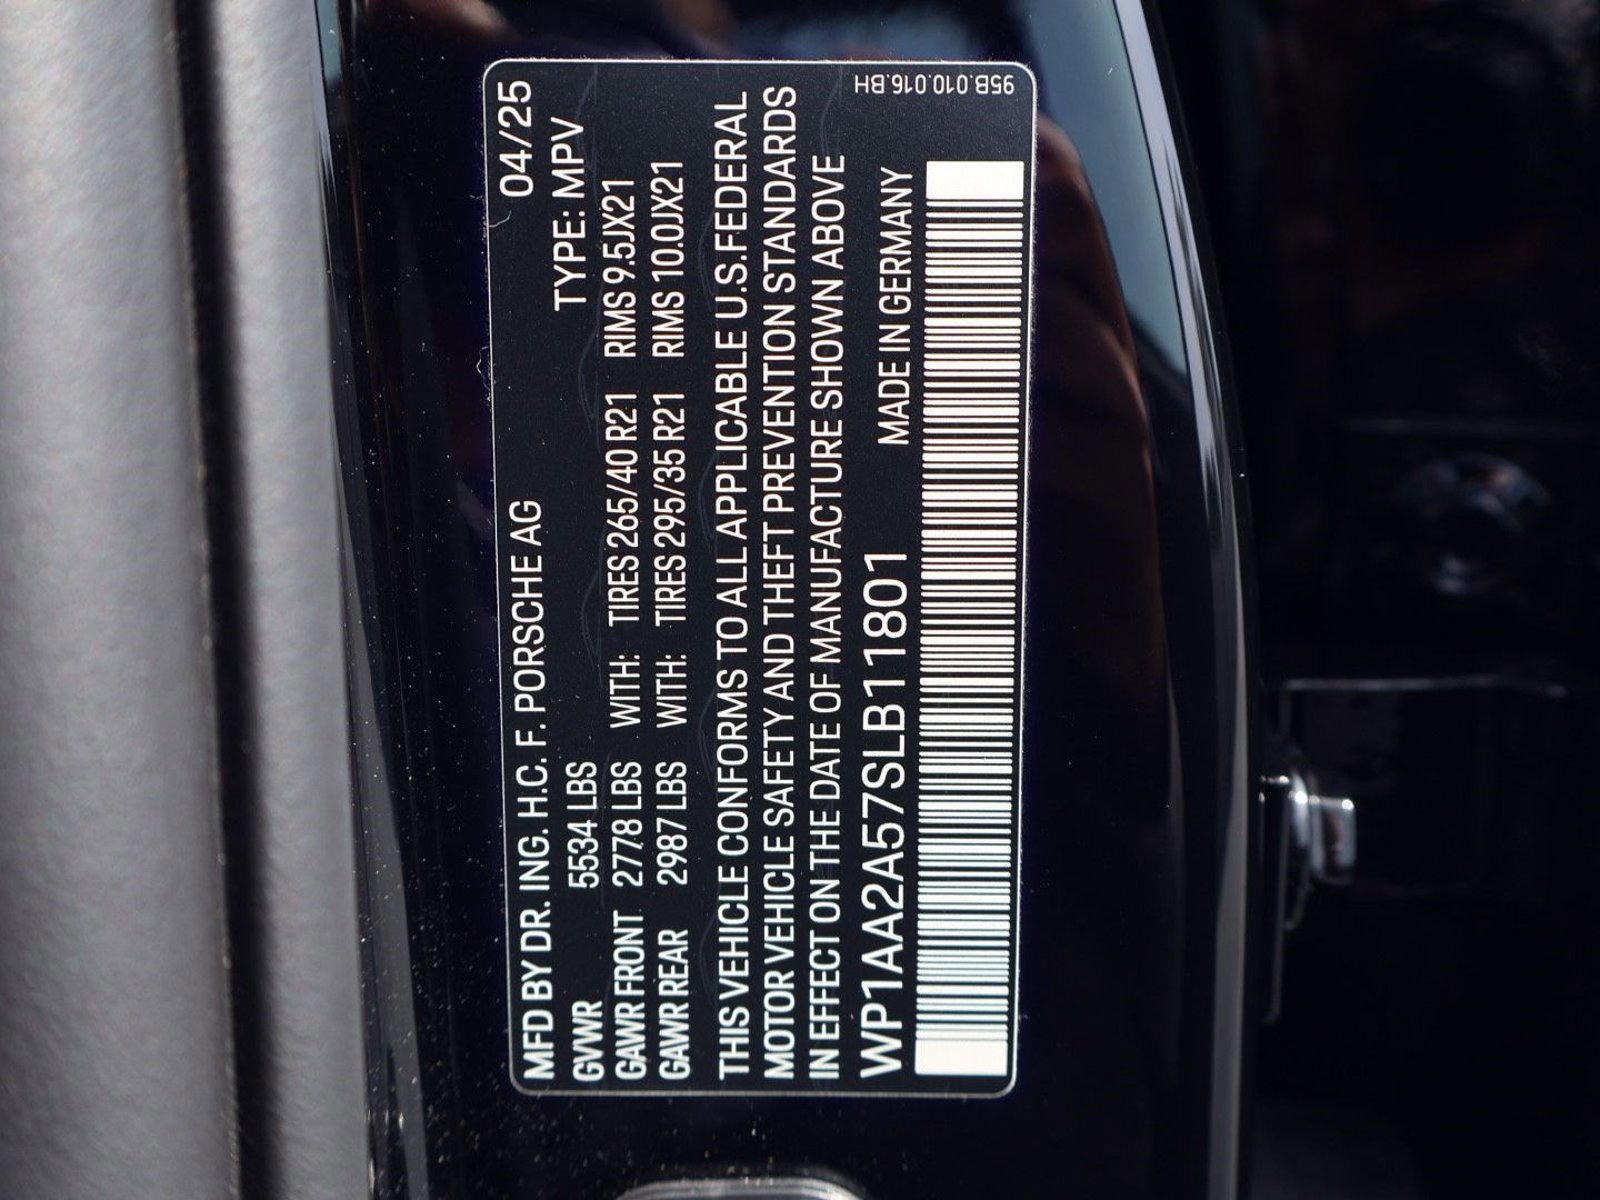 MFD BY DR. ING. H.C. F. PORSCHE AG 04/25
GVWR 5534 LBS TYPE: MPV
GAWR FRONT 2778 LBS WITH: TIRES 265/40 R21 RIMS 9.5JX21
GAWR REAR 2987 LBS WITH: TIRES 295/35 R21 RIMS 10.0JX21
THIS VEHICLE CONFORMS TO ALL APPLICABLE U.S.FEDERAL
MOTOR VEHICLE SAFETY AND THEFT PREVENTION STANDARDS
IN EFFECT ON THE DATE OF MANUFACTURE SHOWN ABOVE
WP1AA2A57SLB11801 MADE IN GERMANY
95B.010.016.BH